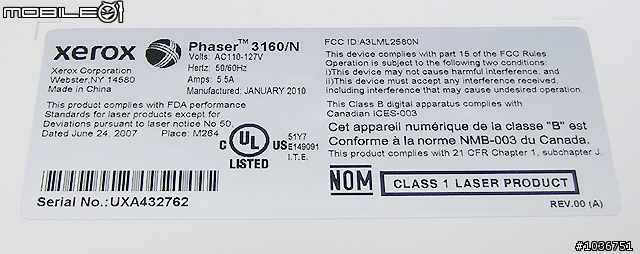 MOBILE01
xerox
Phaser 3160/N
Volts: AC110-127V
Hertz: 50/60Hz
Amps: 5.5A
Manufactured: JANUARY 2010
Xerox Corporation
Webster, NY 14580
Made in China
This product complies with FDA performance
Standards for laser products except for
Deviations pursuant to laser notice No 50,
Dated June 24, 2007 Place: M264
C UL US
LISTED
51Y7
E149091
I.T.E.
Serial No.:UXA432762
FCC ID:A3LML2580N
This device complies with part 15 of the FCC Rules.
Operation is subject to the following two conditions:
i)This device may not cause harmful interference, and
ii)This device must accept any interference received,
including interference that may cause undesired operation.
This Class B digital apparatus complies with
Canadian ICES-003
Cet appareil numérique de la classe "B" est
Conforme à la norme NMB-003 du Canada.
This product complies with 21 CFR Chapter 1, subchapter J.
NOM
CLASS 1 LASER PRODUCT
REV.00 (A)
#1036751